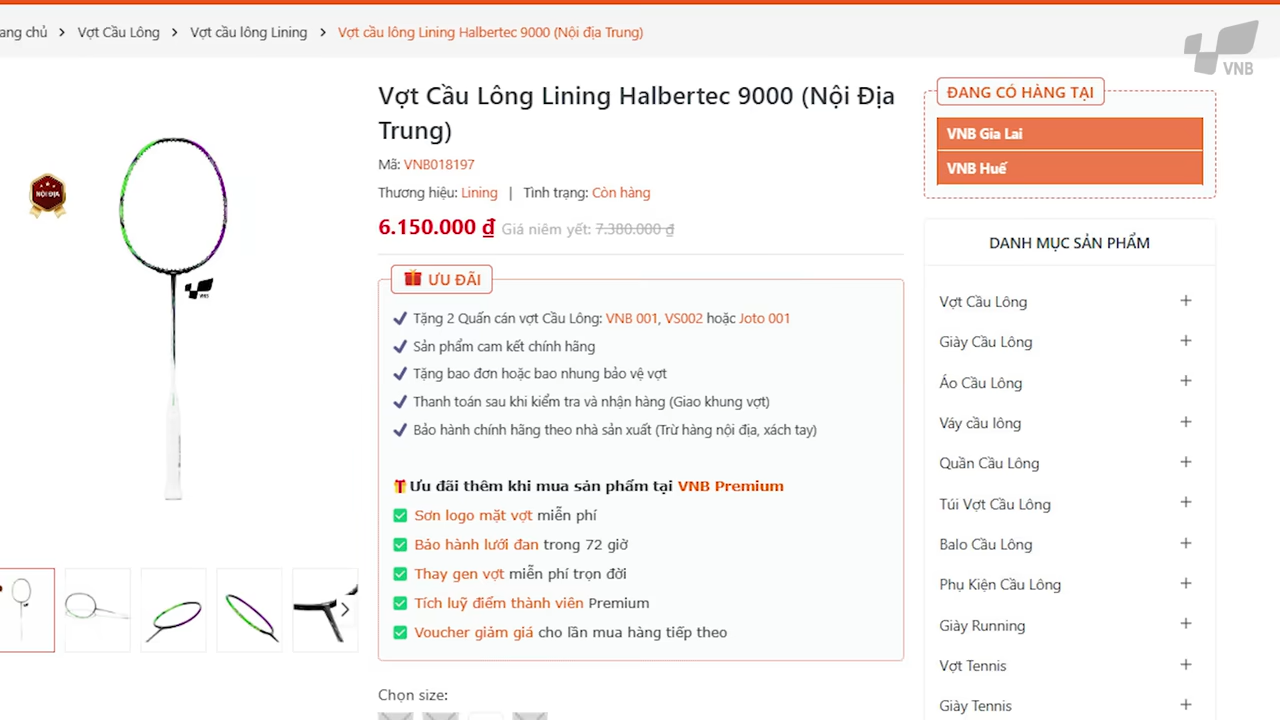 ang chủ > Vợt Cầu Lông > Vợt cầu lông Lining > Vợt cầu lông Lining Halbertec 9000 (Nội địa Trung)
VNB
NỘI ĐỊA
VNB
Vợt Cầu Lông Lining Halbertec 9000 (Nội Địa
Trung)
Mã: VNB018197
Thương hiệu: Lining | Tình trạng: Còn hàng
6.150.000 ₫ Giá niêm yết: 7.380.000 ₫
ƯU ĐÃI
Tặng 2 Quấn cán vợt Cầu Lông: VNB 001, VS002 hoặc Joto 001
Sản phẩm cam kết chính hãng
Tặng bao đơn hoặc bao nhung bảo vệ vợt
Thanh toán sau khi kiểm tra và nhận hàng (Giao khung vợt)
Bảo hành chính hãng theo nhà sản xuất (Trừ hàng nội địa, xách tay)
Ưu đãi thêm khi mua sản phẩm tại VNB Premium
Sơn logo mặt vợt miễn phí
Bảo hành lưới đan trong 72 giờ
Thay gen vợt miễn phí trọn đời
Tích luỹ điểm thành viên Premium
Voucher giảm giá cho lần mua hàng tiếp theo
Chọn size:
ĐANG CÓ HÀNG TẠI
VNB Gia Lai
VNB Huế
DANH MỤC SẢN PHẨM
Vợt Cầu Lông +
Giày Cầu Lông +
Áo Cầu Lông +
Váy cầu lông +
Quần Cầu Lông +
Túi Vợt Cầu Lông +
Balo Cầu Lông +
Phụ Kiện Cầu Lông +
Giày Running +
Vợt Tennis +
Giày Tennis +